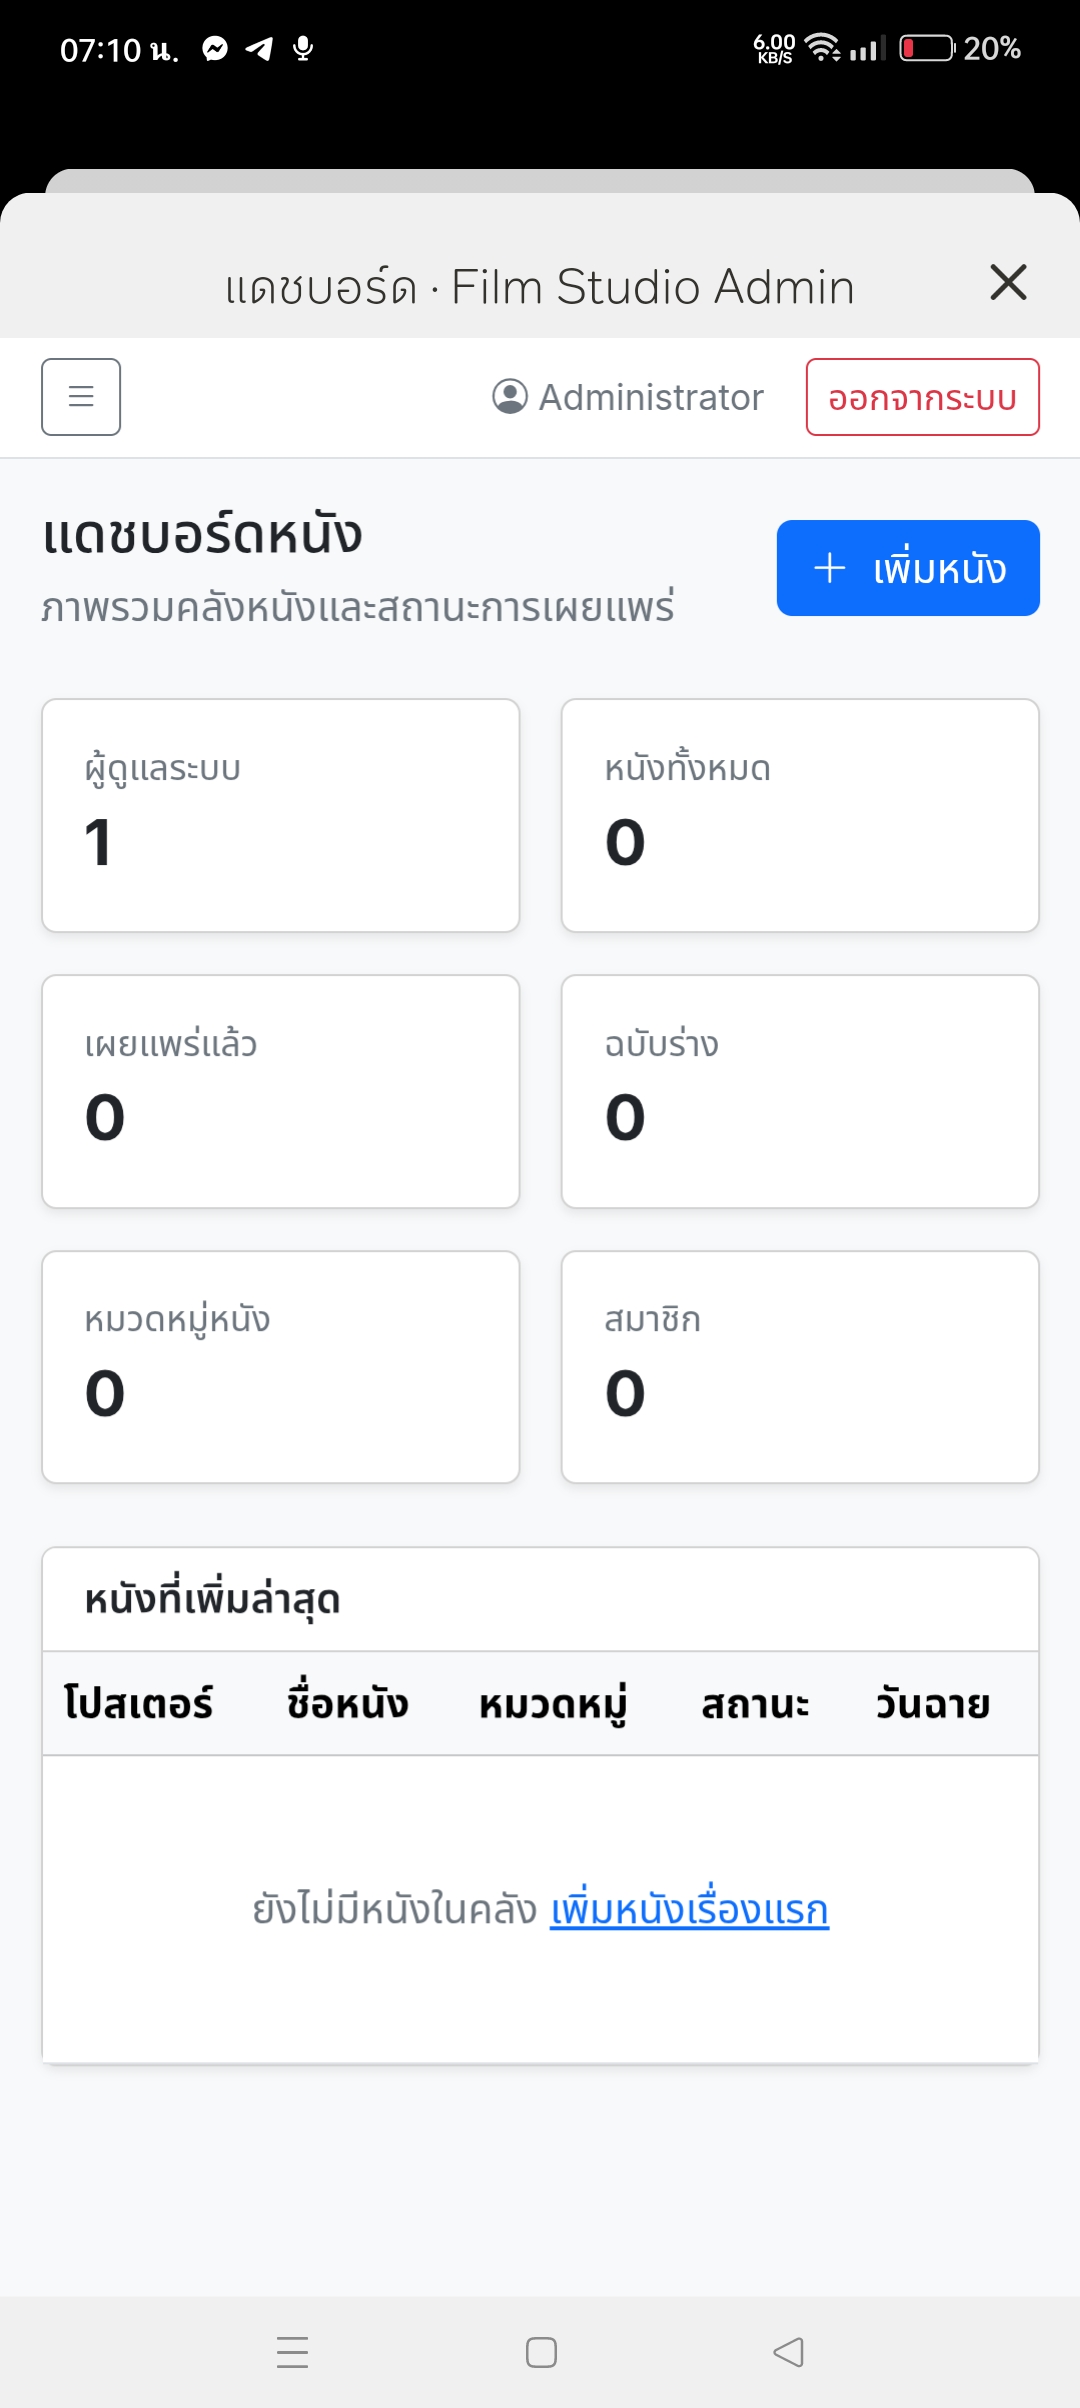 07:10 น.
6.00 KB/S
20%
แดชบอร์ด · Film Studio Admin
Administrator
ออกจากระบบ
แดชบอร์ดหนัง
ภาพรวมคลังหนังและสถานะการเผยแพร่
เพิ่มหนัง
ผู้ดูแลระบบ
1
หนังทั้งหมด
0
เผยแพร่แล้ว
0
ฉบับร่าง
0
หมวดหมู่หนัง
0
สมาชิก
0
หนังที่เพิ่มล่าสุด
โปสเตอร์ ชื่อหนัง หมวดหมู่ สถานะ วันฉาย
ยังไม่มีหนังในคลัง เพิ่มหนังเรื่องแรก